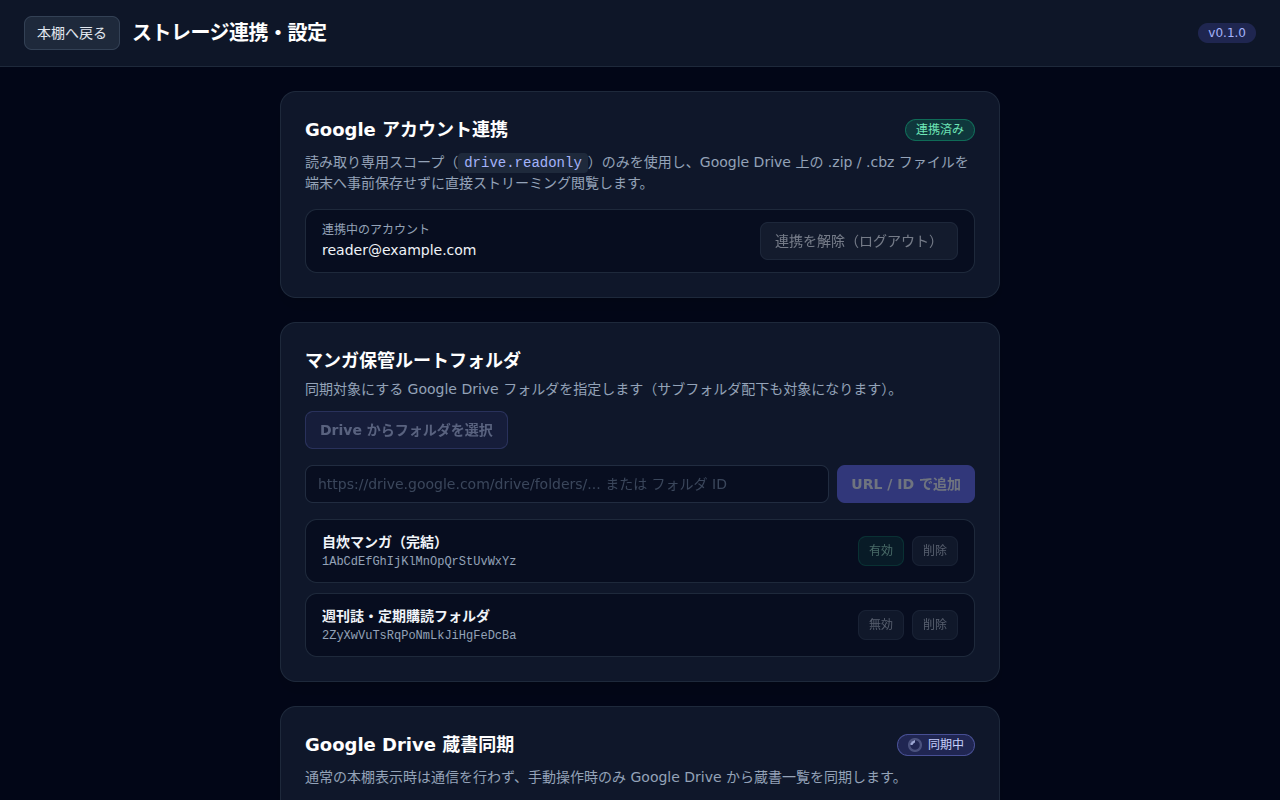 本棚へ戻る ストレージ連携・設定 v0.1.0
Google アカウント連携 連携済み
読み取り専用スコープ（drive.readonly）のみを使用し、Google Drive 上の .zip / .cbz ファイルを
端末へ事前保存せずに直接ストリーミング閲覧します。
連携中のアカウント
reader@example.com
連携を解除（ログアウト）
マンガ保管ルートフォルダ
同期対象にする Google Drive フォルダを指定します（サブフォルダ配下も対象になります）。
Drive からフォルダを選択
https://drive.google.com/drive/folders/... または フォルダ ID URL / ID で追加
自炊マンガ（完結）
1AbCdEfGhIjKlMnOpQrStUvWxYz
有効 削除
週刊誌・定期購読フォルダ
2ZyXwVuTsRqPoNmLkJiHgFeDcBa
無効 削除
Google Drive 蔵書同期 同期中
通常の本棚表示時は通信を行わず、手動操作時のみ Google Drive から蔵書一覧を同期します。